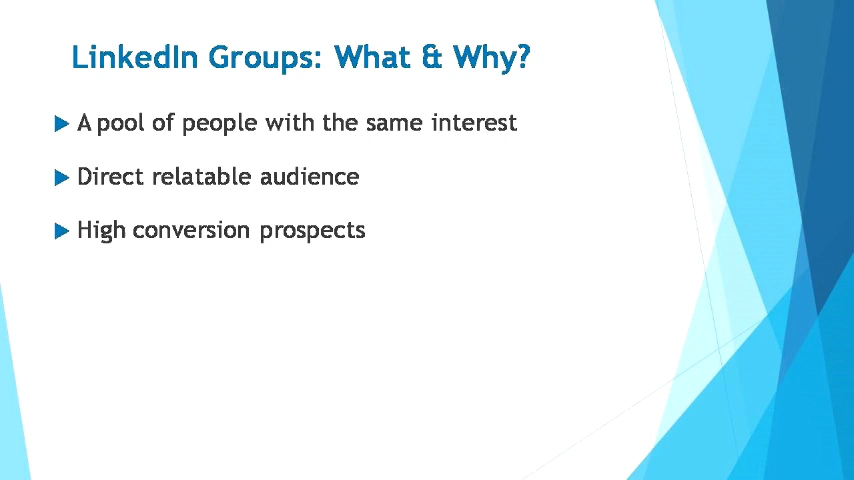 LinkedIn Groups: What & Why?
A pool of people with the same interest
Direct relatable audience
High conversion prospects